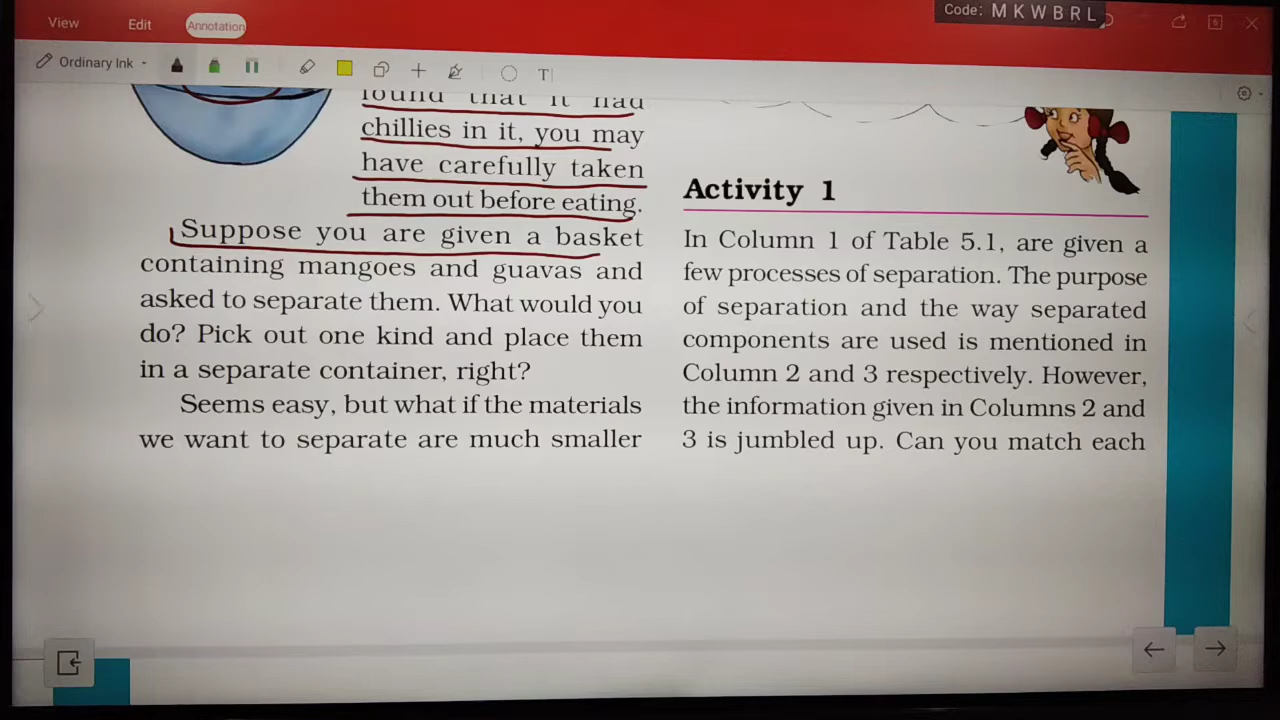 View Edit Annotation
Code: M K W B R L
Ordinary Ink
T
found that it had
chillies in it, you may
have carefully taken
them out before eating.
Suppose you are given a basket
containing mangoes and guavas and
asked to separate them. What would you
do? Pick out one kind and place them
in a separate container, right?
Seems easy, but what if the materials
we want to separate are much smaller
Activity 1
In Column 1 of Table 5.1, are given a
few processes of separation. The purpose
of separation and the way separated
components are used is mentioned in
Column 2 and 3 respectively. However,
the information given in Columns 2 and
3 is jumbled up. Can you match each